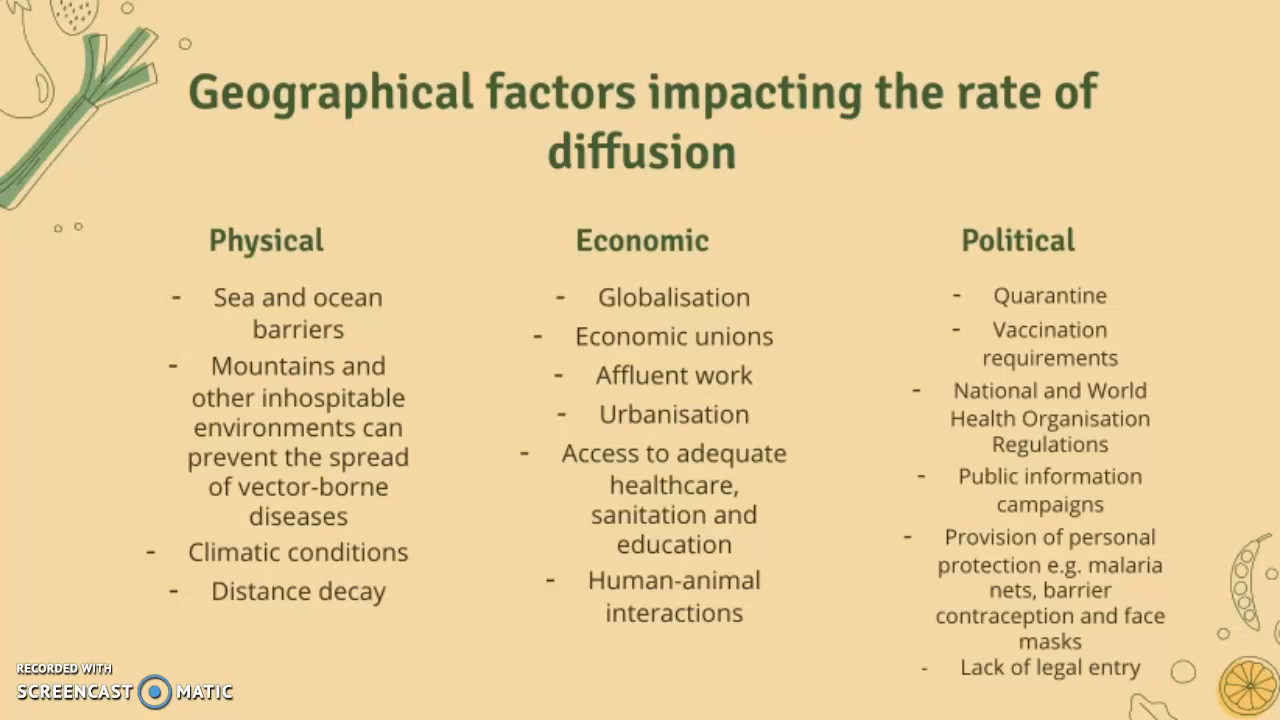 Geographical factors impacting the rate of
diffusion
Physical
- Sea and ocean
barriers
- Mountains and
other inhospitable
environments can
prevent the spread
of vector-borne
diseases
- Climatic conditions
- Distance decay
Economic
- Globalisation
- Economic unions
- Affluent work
- Urbanisation
- Access to adequate
healthcare,
sanitation and
education
- Human-animal
interactions
Political
- Quarantine
- Vaccination
requirements
- National and World
Health Organisation
Regulations
- Public information
campaigns
- Provision of personal
protection e.g. malaria
nets, barrier
contraception and face
masks
- Lack of legal entry
RECORDED WITH
SCREENCAST MATIC